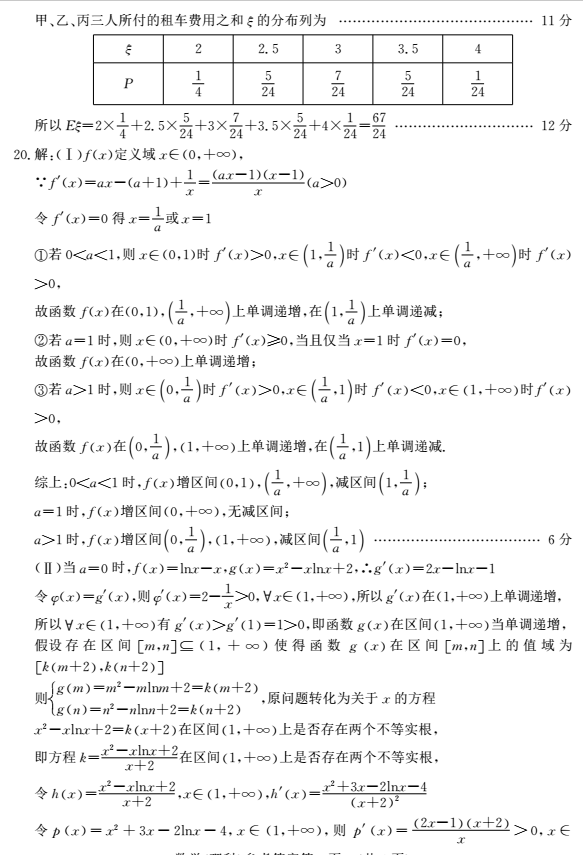 甲、乙、丙三人所付的租车费用之和 ξ 的分布列为 …………………………………… 11 分
ξ 2 2.5 3 3.5 4
P 1/4 5/24 7/24 5/24 1/24
所以 Eξ=2×1/4+2.5×5/24+3×7/24+3.5×5/24+4×1/24=67/24 ……………………………… 12 分
20. 解:(Ⅰ)f(x)定义域 x∈(0,+∞),
∵f′(x)=ax-(a+1)+1/x=(ax-1)(x-1)/x(a>0)
令 f′(x)=0 得 x=1/a或 x=1
①若 0<a<1,则 x∈(0,1)时 f′(x)>0,x∈(1,1/a)时 f′(x)<0,x∈(1/a,+∞)时 f′(x)
>0,
故函数 f(x)在(0,1),(1/a,+∞)上单调递增,在(1,1/a)上单调递减;
②若 a=1 时,则 x∈(0,+∞)时 f′(x)≥0,当且仅当 x=1 时 f′(x)=0,
故函数 f(x)在(0,+∞)上单调递增;
③若 a>1 时,则 x∈(0,1/a)时 f′(x)>0,x∈(1/a,1)时 f′(x)<0,x∈(1,+∞)时f′(x)
>0,
故函数 f(x)在(0,1/a),(1,+∞)上单调递增,在(1/a,1)上单调递减.
综上:0<a<1 时,f(x)增区间(0,1),(1/a,+∞),减区间(1,1/a);
a=1 时,f(x)增区间(0,+∞),无减区间;
a>1 时,f(x)增区间(0,1/a),(1,+∞),减区间(1/a,1) ……………………………… 6 分
(Ⅱ)当 a=0 时,f(x)=lnx-x,g(x)=x²-xlnx+2,∴g′(x)=2x-lnx-1
令 φ(x)=g′(x),则 φ′(x)=2-1/x>0,∀x∈(1,+∞),所以 g′(x)在(1,+∞)上单调递增,
所以∀x∈(1,+∞)有 g′(x)>g′(1)=1>0,即函数 g(x)在区间(1,+∞)当单调递增,
假设存在区间 [m,n]⊆(1,+∞)使得函数 g(x)在区间 [m,n]上的值域为
[k(m+2),k(n+2)]
则{g(m)=m²-mlnm+2=k(m+2) g(n)=n²-nlnn+2=k(n+2),原问题转化为关于 x 的方程
x²-xlnx+2=k(x+2)在区间(1,+∞)上是否存在两个不等实根,
即方程 k=(x²-xlnx+2)/(x+2)在区间(1,+∞)上是否存在两个不等实根,
令 h(x)=(x²-xlnx+2)/(x+2),x∈(1,+∞),h′(x)=(x²+3x-2lnx-4)/(x+2)²
令 p(x)=x²+3x-2lnx-4,x∈(1,+∞),则 p′(x)=(2x-1)(x+2)/x>0,x∈